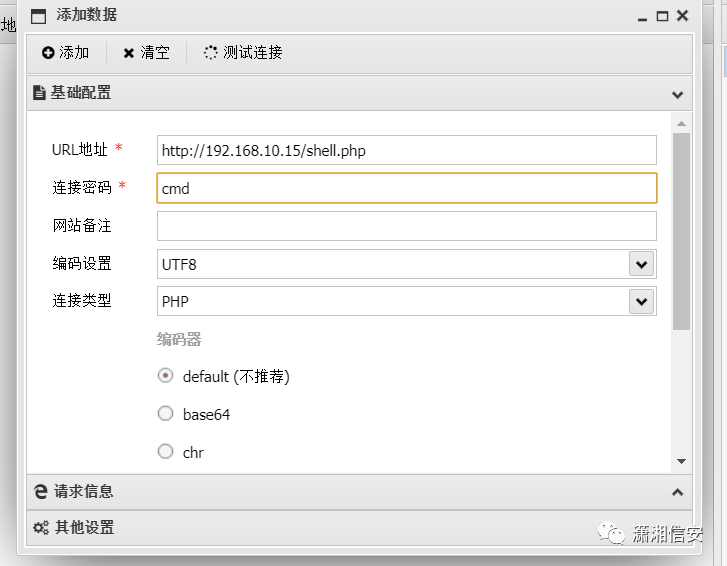 添加数据
地
添加 清空 测试连接
基础配置
URL地址 * http://192.168.10.15/shell.php
连接密码 * cmd
网站备注
编码设置 UTF8
连接类型 PHP
编码器
default (不推荐)
base64
chr
请求信息
其他设置
潇湘信安